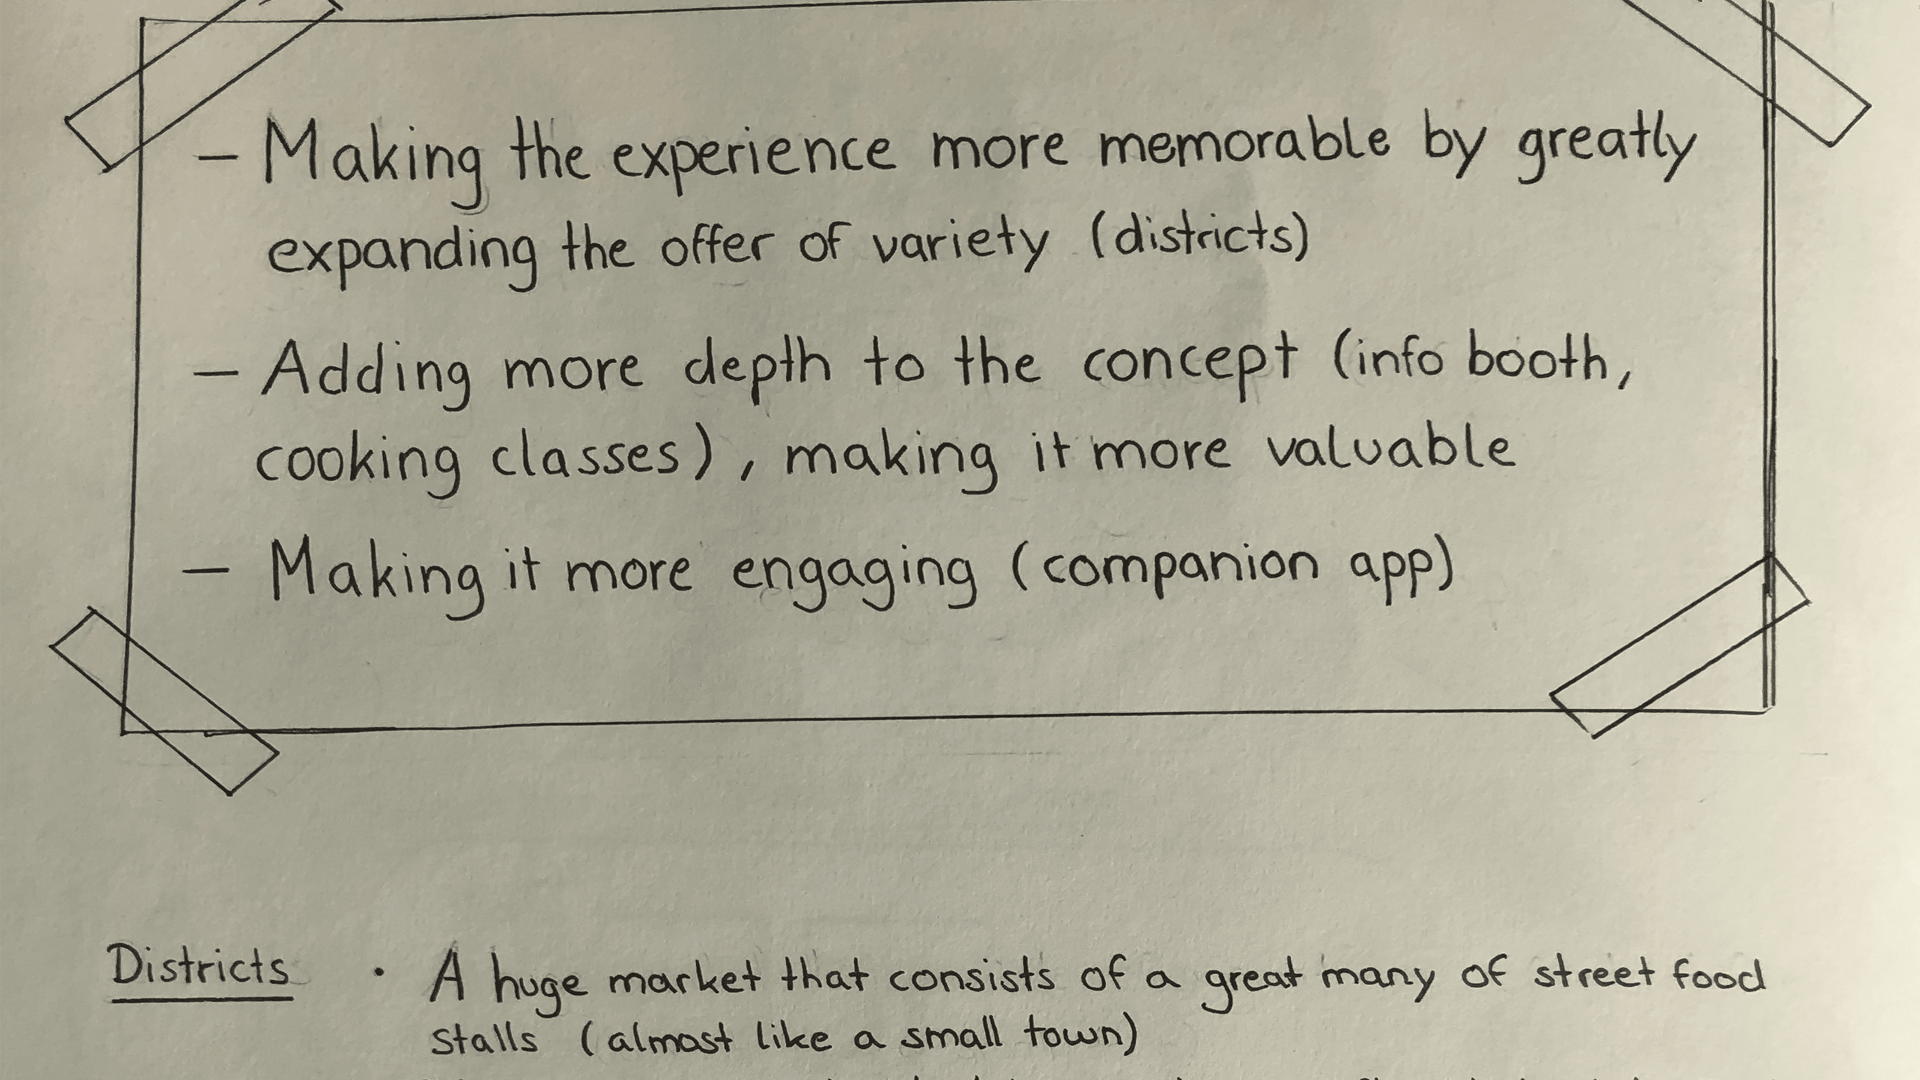 – Making the experience more memorable by greatly
expanding the offer of variety (districts)
– Adding more depth to the concept (info booth,
cooking classes), making it more valuable
– Making it more engaging (companion app)
Districts • A huge market that consists of a great many of street food
stalls (almost like a small town)